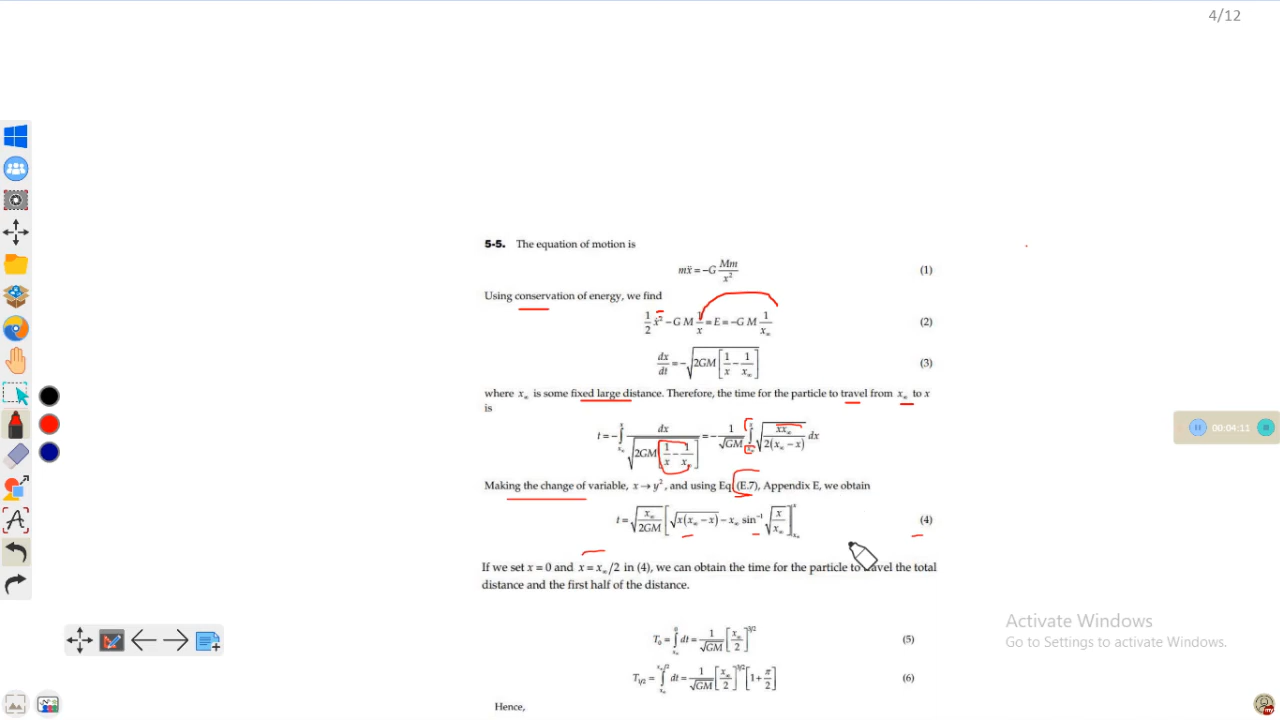 4/12
5-5. The equation of motion is
mẍ = −G Mm/x² (1)
Using conservation of energy, we find
1/2 ẋ² − G M 1/x = E = −G M 1/x∞ (2)
dx/dt = −√(2GM[1/x − 1/x∞]) (3)
where x∞ is some fixed large distance. Therefore, the time for the particle to travel from x∞ to x
is
t = −∫_{x∞}^{x} dx/√(2GM[1/x − 1/x∞]) = −1/√(GM) ∫_{x∞}^{x} √(xx∞/(2(x∞ − x))) dx
00:04:11
Making the change of variable, x → y², and using Eq. (E.7), Appendix E, we obtain
t = √(x∞/2GM) [√(x(x∞ − x)) − x∞ sin⁻¹ √(x/x∞)]_{x∞}^{x} (4)
If we set x = 0 and x = x∞/2 in (4), we can obtain the time for the particle to travel the total
distance and the first half of the distance.
T₀ = ∫_{x∞}^{0} dt = 1/√(GM) [x∞/2]^{3/2} (5)
T_{1/2} = ∫_{x∞}^{x∞/2} dt = 1/√(GM) [x∞/2]^{3/2} [1 + π/2] (6)
Hence,
Activate Windows
Go to Settings to activate Windows.